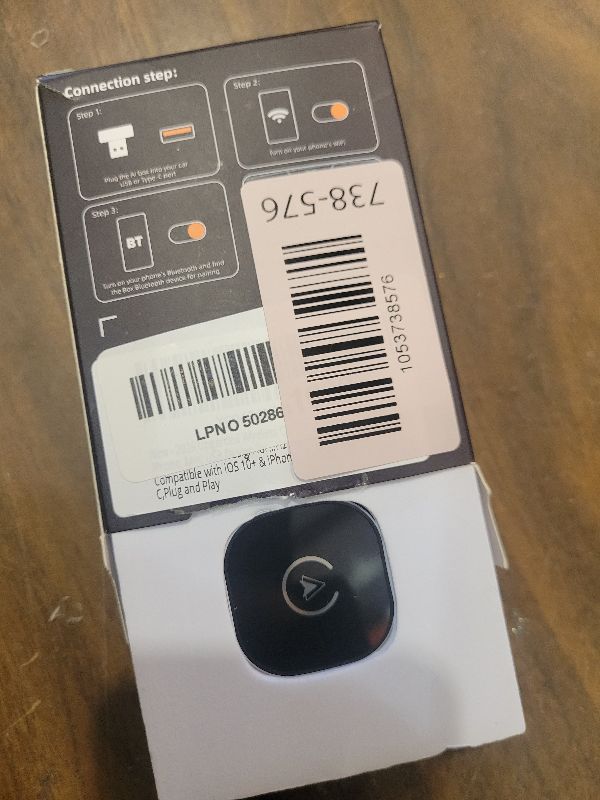 Connection step:
Step 1:
Plug the AI box into your car
USB or Type-C port
Step 2:
Turn on your phone's WiFi
Step 3:
BT
Turn on your phone's Bluetooth and find
the Box Bluetooth device for pairing
738-576
1053738576
LPNO 50286
Compatible with iOS 10+ & iPhon
C,Plug and Play